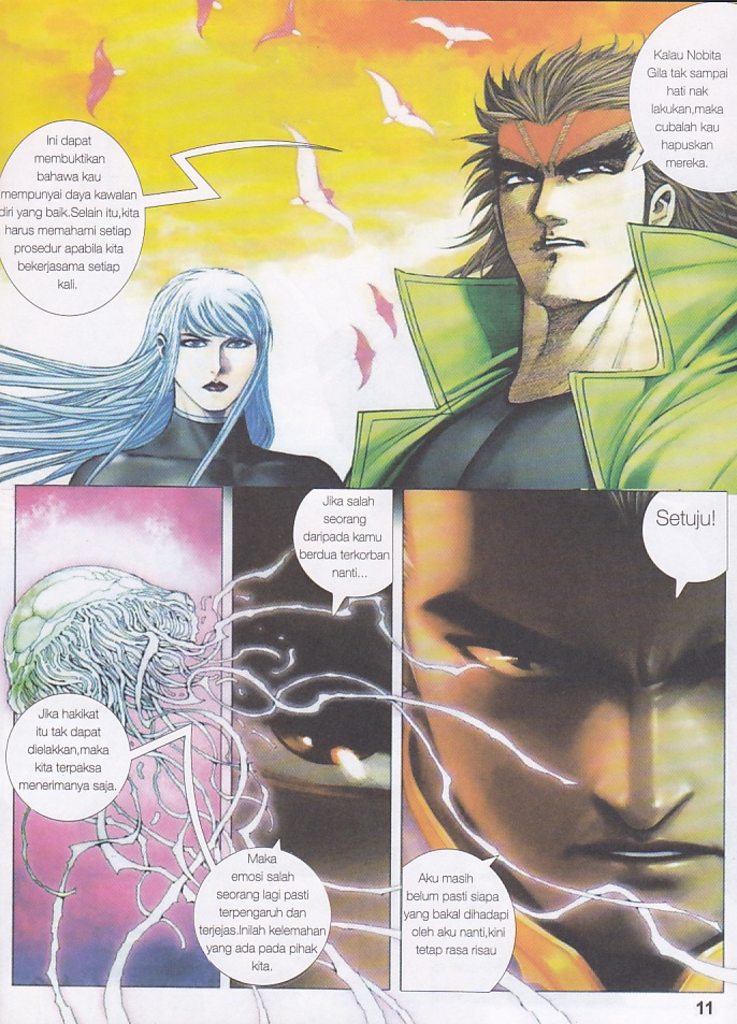 Kalau Nobita
Gila tak sampai
hati nak
lakukan,maka
cubalah kau
hapuskan
mereka.
Ini dapat
membuktikan
bahawa kau
mempunyai daya kawalan
diri yang baik.Selain itu,kita
harus memahami setiap
prosedur apabila kita
bekerjasama setiap
kali.
Jika salah
seorang
daripada kamu
berdua terkorban
nanti...
Setuju!
Jika hakikat
itu tak dapat
dielakkan,maka
kita terpaksa
menerimanya saja.
Maka
emosi salah
seorang lagi pasti
terpengaruh dan
terjejas.Inilah kelemahan
yang ada pada pihak
kita.
Aku masih
belum pasti siapa
yang bakal dihadapi
oleh aku nanti,kini
tetap rasa risau
11